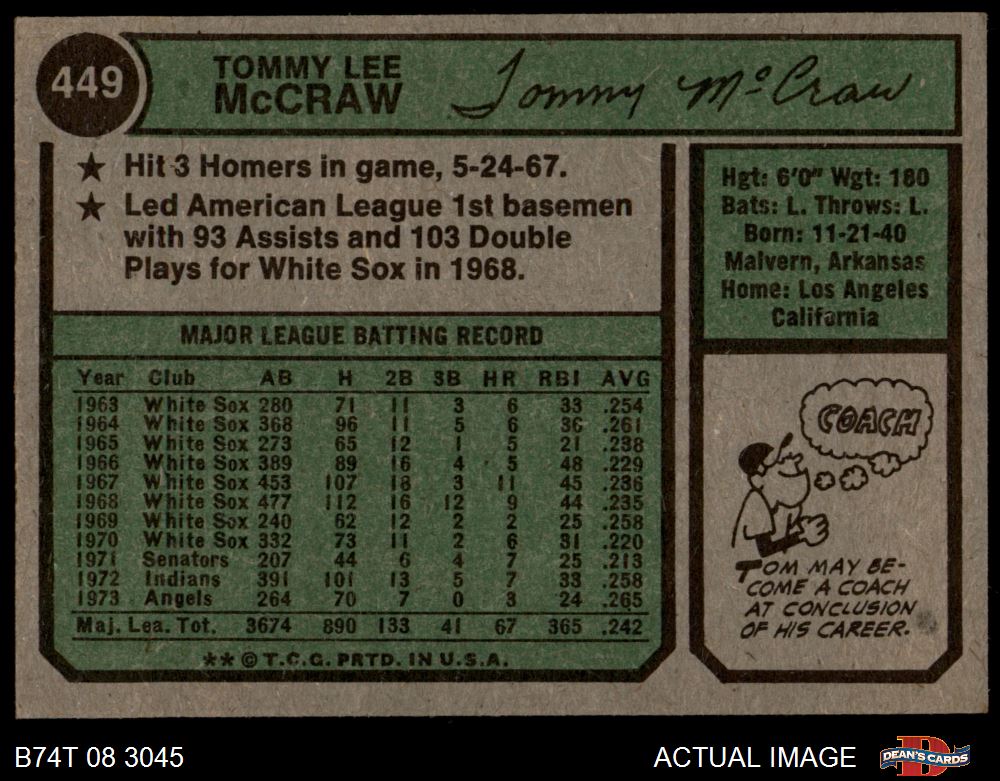 449
TOMMY LEE
McCRAW
Tommy McCraw
★ Hit 3 Homers in game, 5-24-67.
★ Led American League 1st basemen
with 93 Assists and 103 Double
Plays for White Sox in 1968.
Hgt: 6'0" Wgt: 180
Bats: L. Throws: L.
Born: 11-21-40
Malvern, Arkansas
Home: Los Angeles
California
MAJOR LEAGUE BATTING RECORD
Year Club AB H 2B 3B HR RBI AVG
1963 White Sox 280 71 11 3 6 33 .254
1964 White Sox 368 96 11 5 6 36 .261
1965 White Sox 273 65 12 1 5 21 .238
1966 White Sox 389 89 16 4 5 48 .229
1967 White Sox 453 107 18 3 11 45 .236
1968 White Sox 477 112 16 12 9 44 .235
1969 White Sox 240 62 12 2 2 25 .258
1970 White Sox 332 73 11 2 6 31 .220
1971 Senators 207 44 6 4 7 25 .213
1972 Indians 391 101 13 5 7 33 .258
1973 Angels 264 70 7 0 3 24 .265
Maj. Lea. Tot. 3674 890 133 41 67 365 .242
** © T.C.G. PRTD. IN U.S.A.
COACH
TOM MAY BE-
COME A COACH
AT CONCLUSION
OF HIS CAREER.
B74T 08 3045
ACTUAL IMAGE
D
DEAN'S CARDS